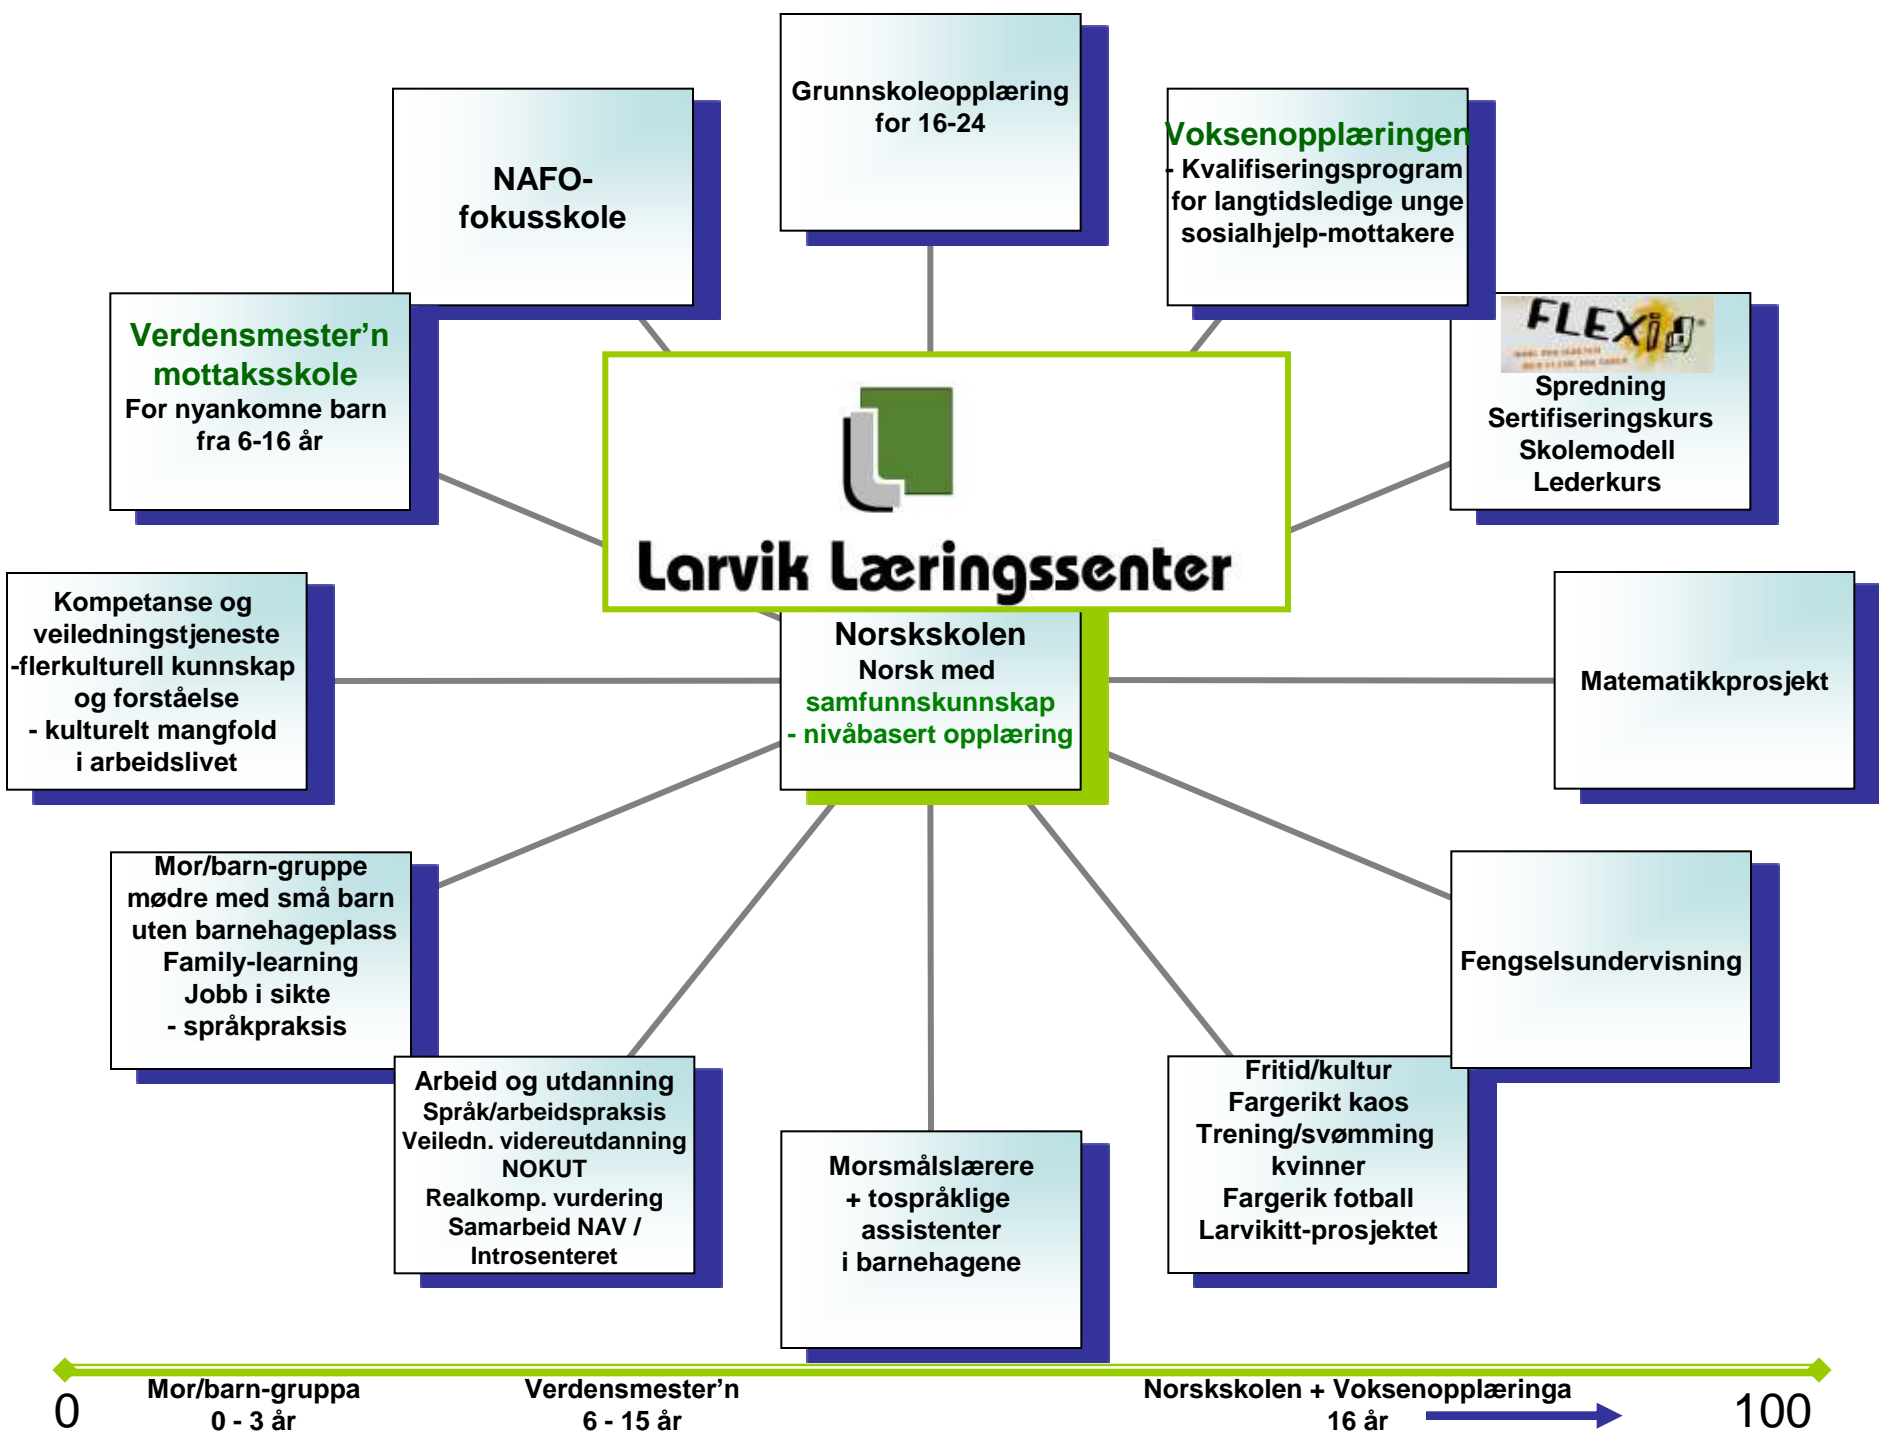 Grunnskoleopplæring
for 16-24
NAFO-
fokusskole
Voksenopplæringen
- Kvalifiseringsprogram
for langtidsledige unge
sosialhjelp-mottakere
Verdensmester'n
mottaksskole
For nyankomne barn
fra 6-16 år
FLEXid
Spredning
Sertifiseringskurs
Skolemodell
Lederkurs
Larvik Læringssenter
Kompetanse og
veiledningstjeneste
-flerkulturell kunnskap
og forståelse
- kulturelt mangfold
i arbeidslivet
Norskskolen
Norsk med
samfunnskunnskap
- nivåbasert opplæring
Matematikkprosjekt
Mor/barn-gruppe
mødre med små barn
uten barnehageplass
Family-learning
Jobb i sikte
- språkpraksis
Fengselsundervisning
Arbeid og utdanning
Språk/arbeidspraksis
Veiledn. videreutdanning
NOKUT
Realkomp. vurdering
Samarbeid NAV /
Introsenteret
Morsmålslærere
+ tospråklige
assistenter
i barnehagene
Fritid/kultur
Fargerikt kaos
Trening/svømming
kvinner
Fargerik fotball
Larvikitt-prosjektet
0
Mor/barn-gruppa
0 - 3 år
Verdensmester'n
6 - 15 år
Norskskolen + Voksenopplæringa
16 år
100